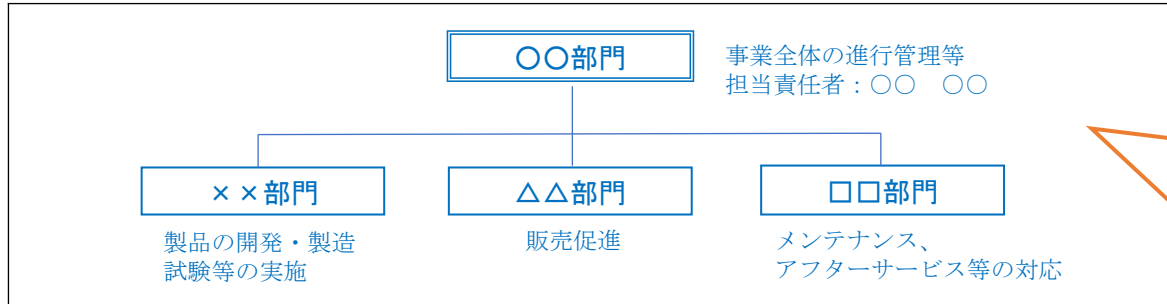 〇〇部門
事業全体の進行管理等
担当責任者：〇〇　〇〇
××部門
製品の開発・製造
試験等の実施
△△部門
販売促進
□□部門
メンテナンス、
アフターサービス等の対応